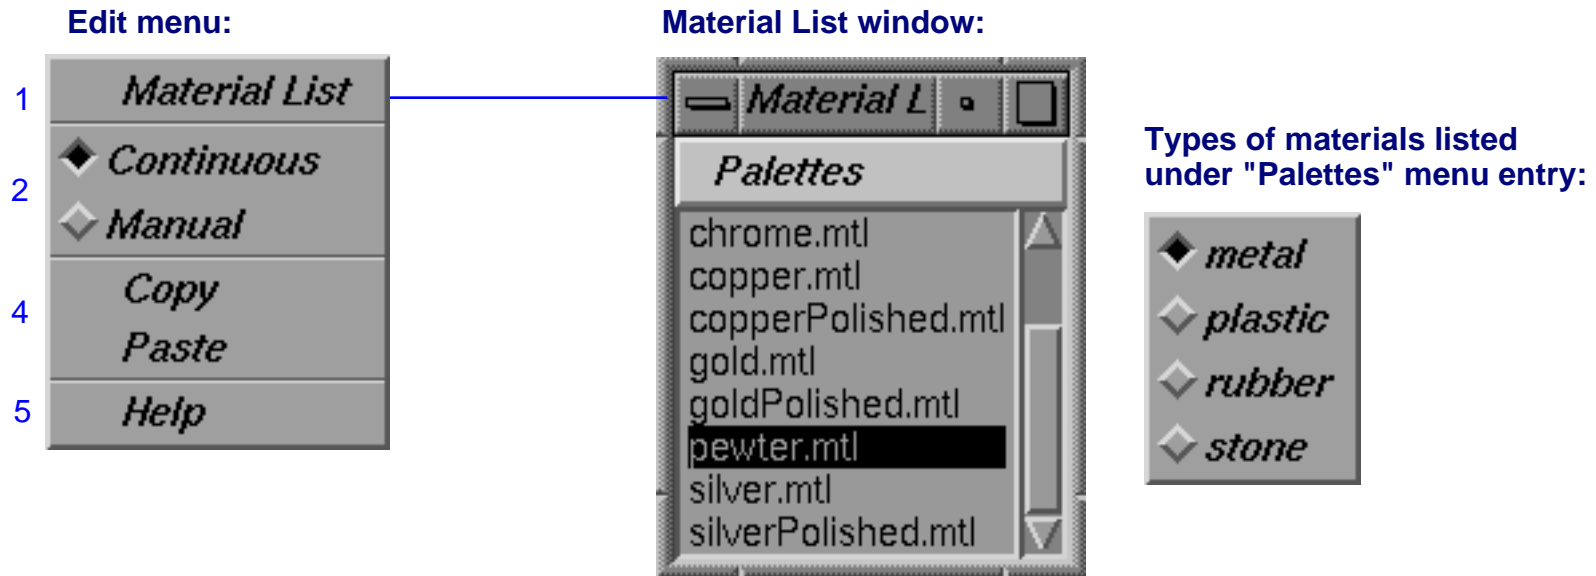 Edit menu:
1 Material List
2
Continuous
Manual
4
Copy
Paste
5 Help
Material List window:
Material L
Palettes
chrome.mtl
copper.mtl
copperPolished.mtl
gold.mtl
goldPolished.mtl
pewter.mtl
silver.mtl
silverPolished.mtl
Types of materials listed
under "Palettes" menu entry:
metal
plastic
rubber
stone